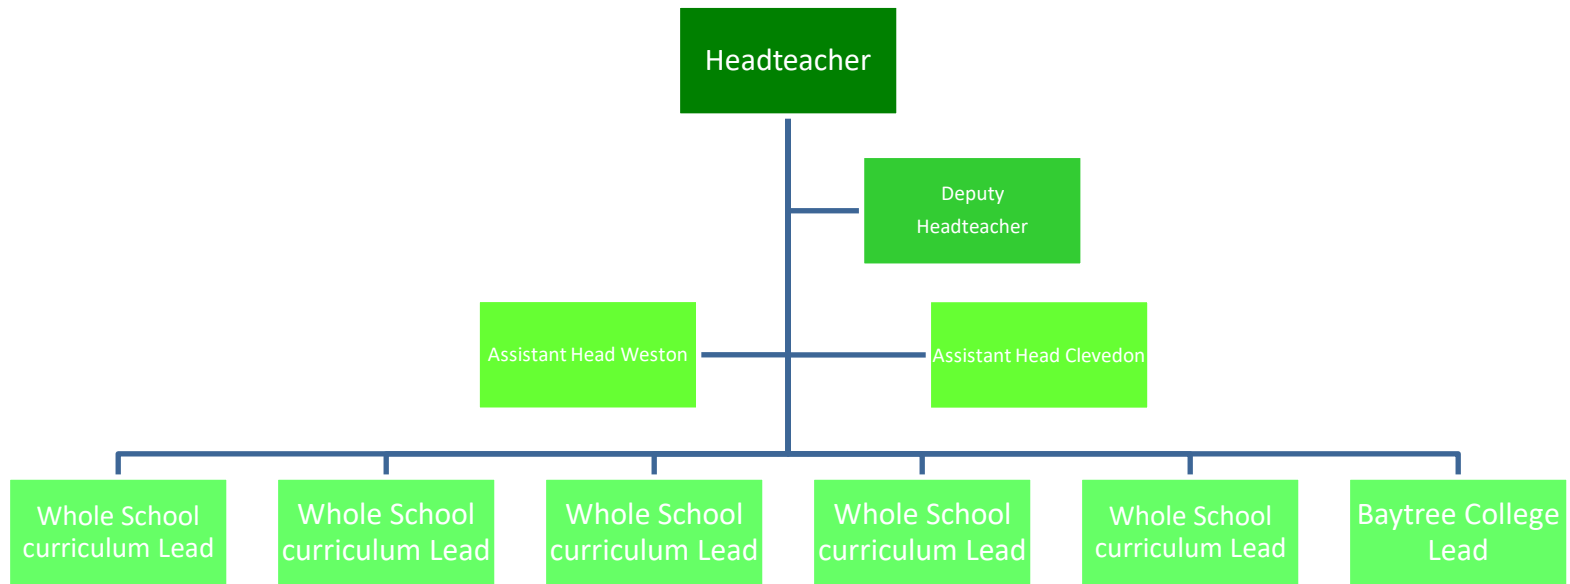 Headteacher
Deputy
Headteacher
Assistant Head Weston
Assistant Head Clevedon
Whole School
curriculum Lead
Whole School
curriculum Lead
Whole School
curriculum Lead
Whole School
curriculum Lead
Whole School
curriculum Lead
Baytree College
Lead